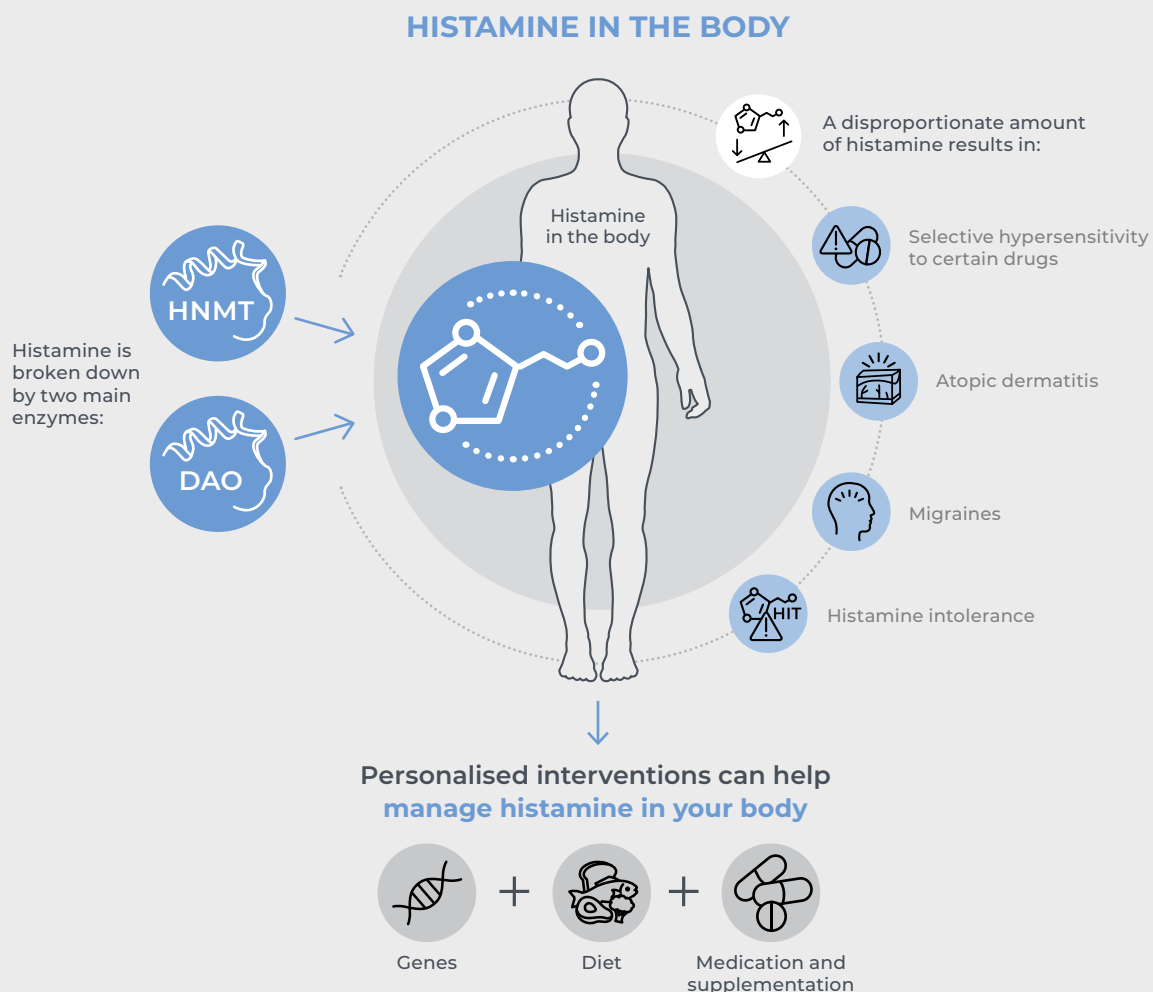 HISTAMINE IN THE BODY
A disproportionate amount
of histamine results in:
Histamine
in the body
Selective hypersensitivity
to certain drugs
HNMT
Histamine is
broken down
by two main
enzymes:
Atopic dermatitis
DAO
Migraines
HIT
Histamine intolerance
Personalised interventions can help
manage histamine in your body
Genes
+
Diet
+
Medication and
supplementation